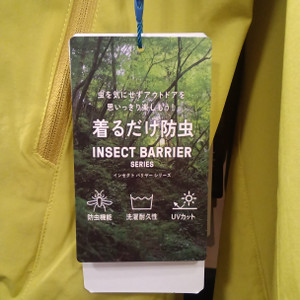 虫を気にせずアウトドアを
思いっきり楽しもう!
着るだけ防虫
INSECT BARRIER
SERIES
インセクト バリヤー シリーズ
防虫機能 洗濯耐久性 UVカット